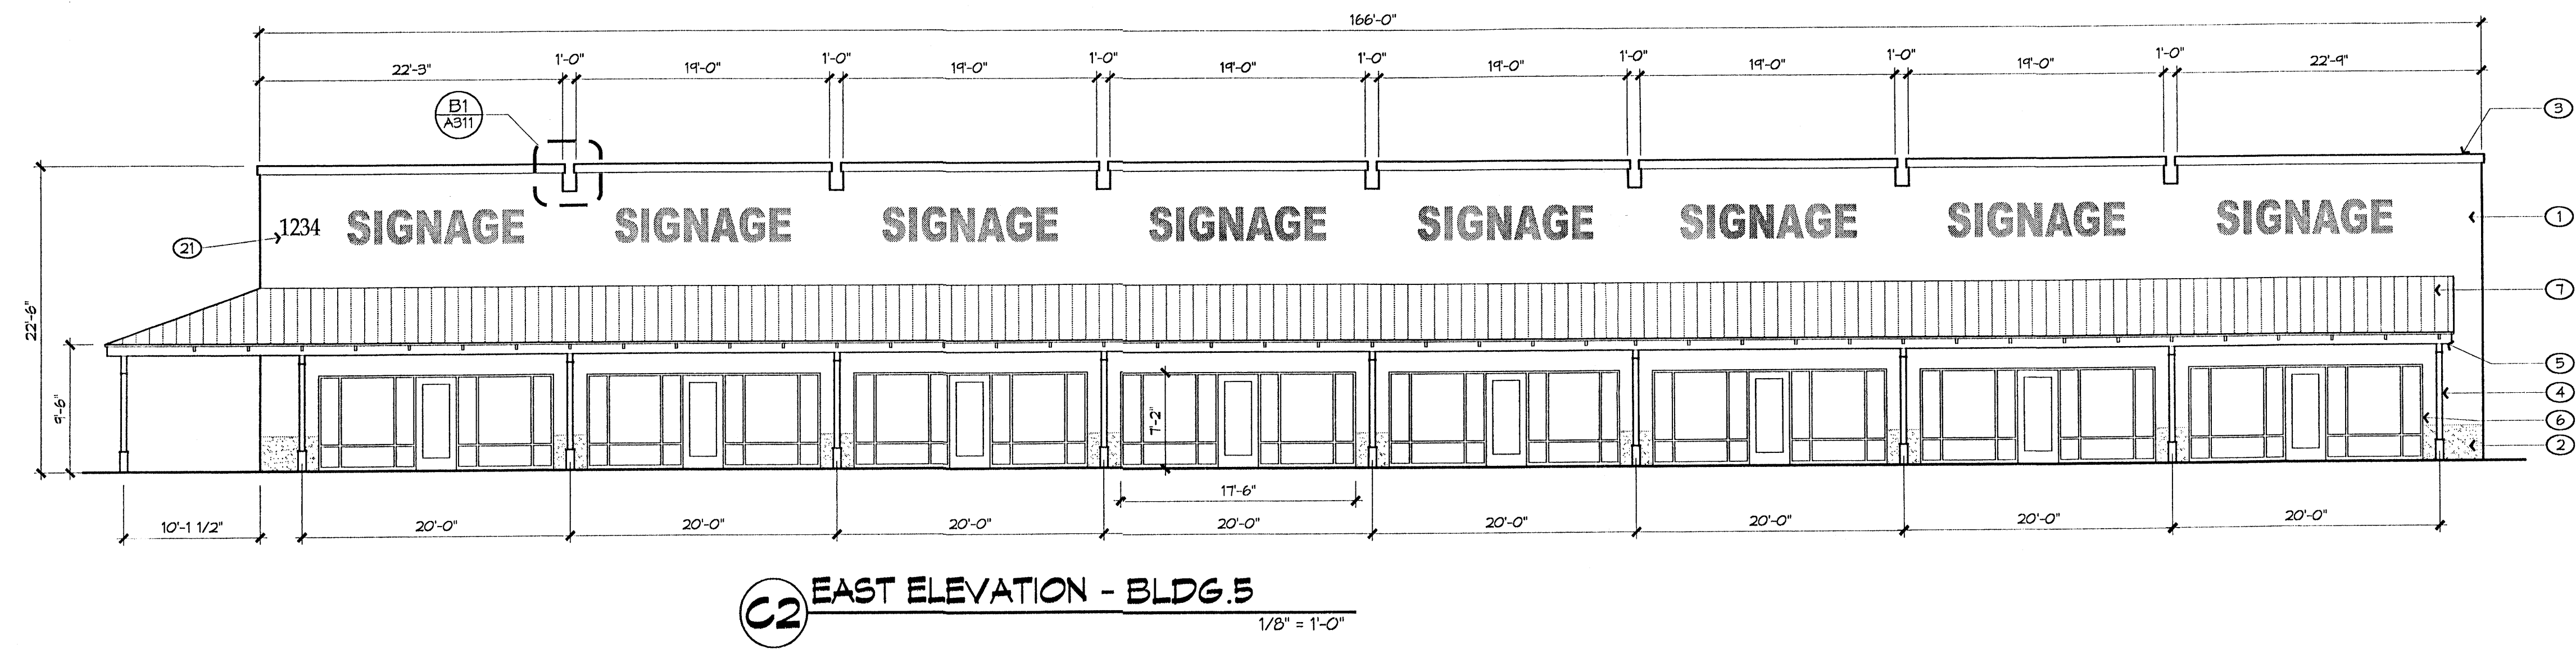 166'-0"
22'-3" 1'-0" 19'-0" 1'-0" 19'-0" 1'-0" 19'-0" 1'-0" 19'-0" 1'-0" 19'-0" 1'-0" 19'-0" 1'-0" 22'-9"
B1
A311
3
1234 SIGNAGE SIGNAGE SIGNAGE SIGNAGE SIGNAGE SIGNAGE SIGNAGE SIGNAGE 1
21
7
22'-6"
5
9'-6" 7'-2" 4
6
2
17'-6"
10'-1 1/2" 20'-0" 20'-0" 20'-0" 20'-0" 20'-0" 20'-0" 20'-0" 20'-0"
C2 EAST ELEVATION - BLDG.5
1/8" = 1'-0"